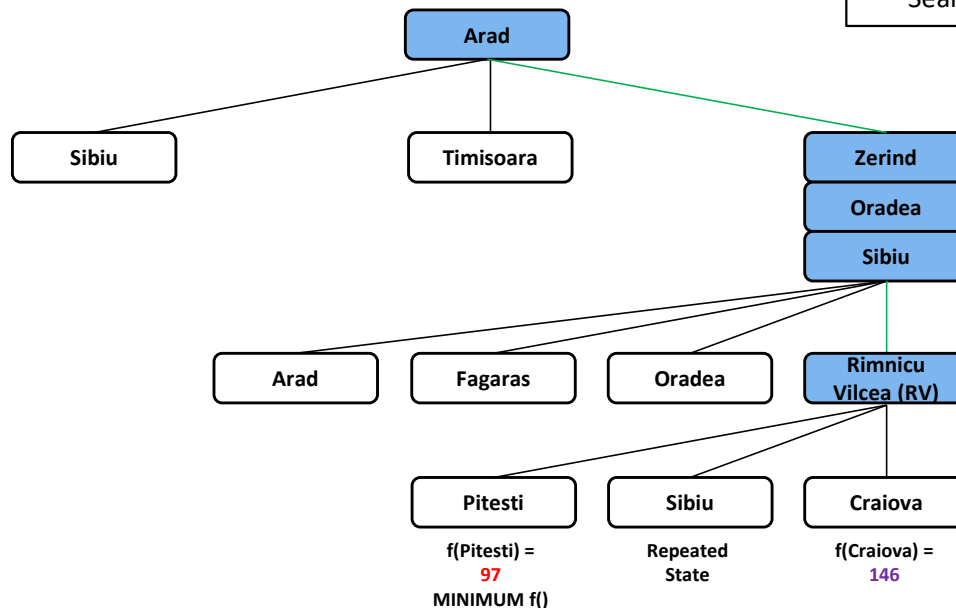 Arad
Sibiu
Timisoara
Zerind
Oradea
Sibiu
Arad
Fagaras
Oradea
Rimnicu
Vilcea (RV)
Pitesti
Sibiu
Craiova
f(Pitesti) =
97
MINIMUM f()
Repeated
State
f(Craiova) =
146